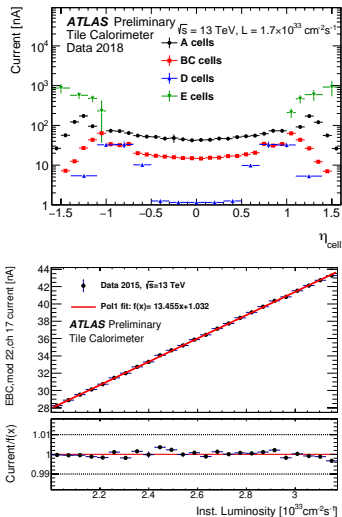 ATLAS Preliminary
Tile Calorimeter
Data 2018
√s = 13 TeV, L = 1.7×10³³ cm⁻²s⁻¹
A cells
BC cells
D cells
E cells
Current [nA]
10⁴
10³
10²
10
1
−1.5 −1 −0.5 0 0.5 1 1.5
η_cell
EBC,mod 22,ch 17 current [nA]
44
42
40
38
36
34
32
30
28
Data 2015, √s=13 TeV
Pol1 fit: f(x)= 13.455x+1.032
ATLAS Preliminary
Tile Calorimeter
Current/f(x)
1.01
1
0.99
2.2 2.4 2.6 2.8 3 3.2
Inst. Luminosity [10³³cm⁻²s⁻¹]